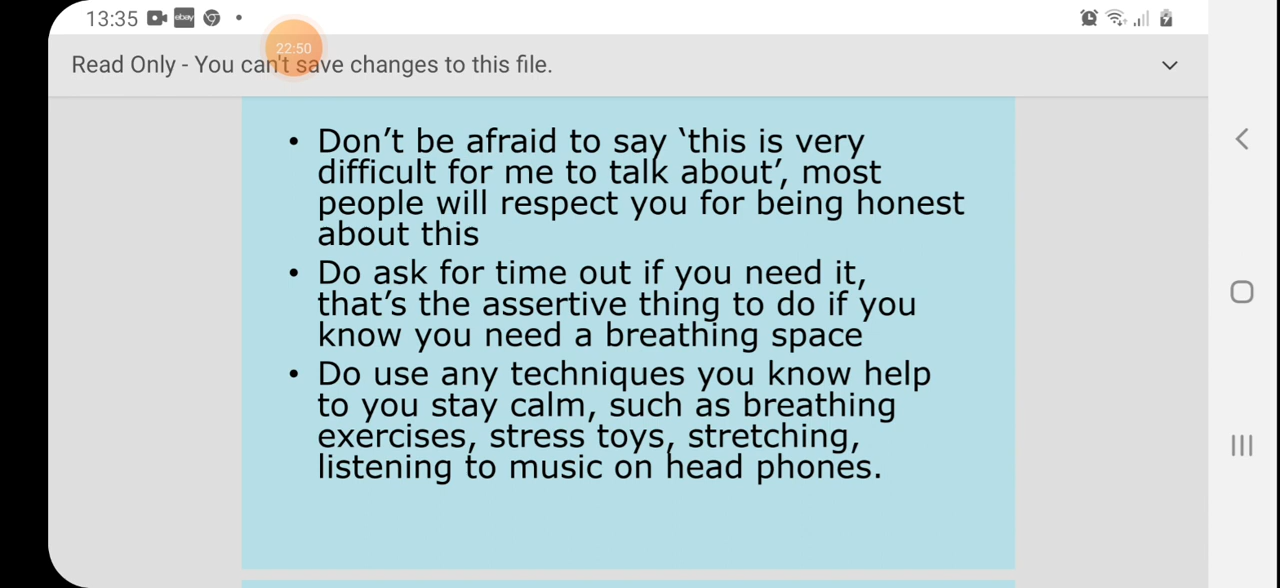 13:35 ebay
22:50
Read Only - You can't save changes to this file.
• Don’t be afraid to say ‘this is very
difficult for me to talk about’, most
people will respect you for being honest
about this
• Do ask for time out if you need it,
that’s the assertive thing to do if you
know you need a breathing space
• Do use any techniques you know help
to you stay calm, such as breathing
exercises, stress toys, stretching,
listening to music on head phones.